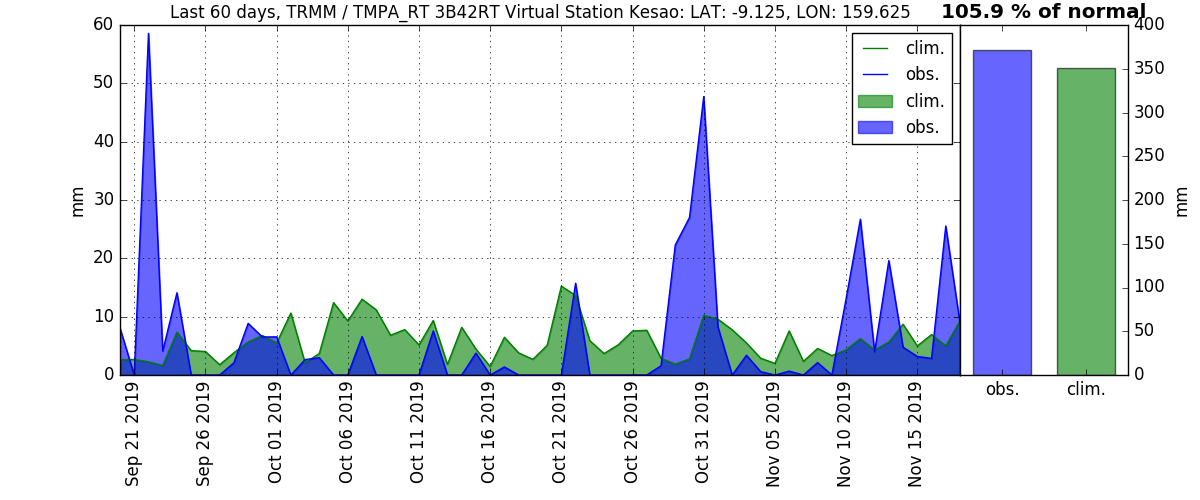 Last 60 days, TRMM / TMPA_RT 3B42RT Virtual Station Kesao: LAT: -9.125, LON: 159.625
105.9 % of normal
60
50
40
30
20
10
0
mm
clim.
obs.
clim.
obs.
Sep 21 2019
Sep 26 2019
Oct 01 2019
Oct 06 2019
Oct 11 2019
Oct 16 2019
Oct 21 2019
Oct 26 2019
Oct 31 2019
Nov 05 2019
Nov 10 2019
Nov 15 2019
400
350
300
250
200
150
100
50
0
mm
obs.
clim.